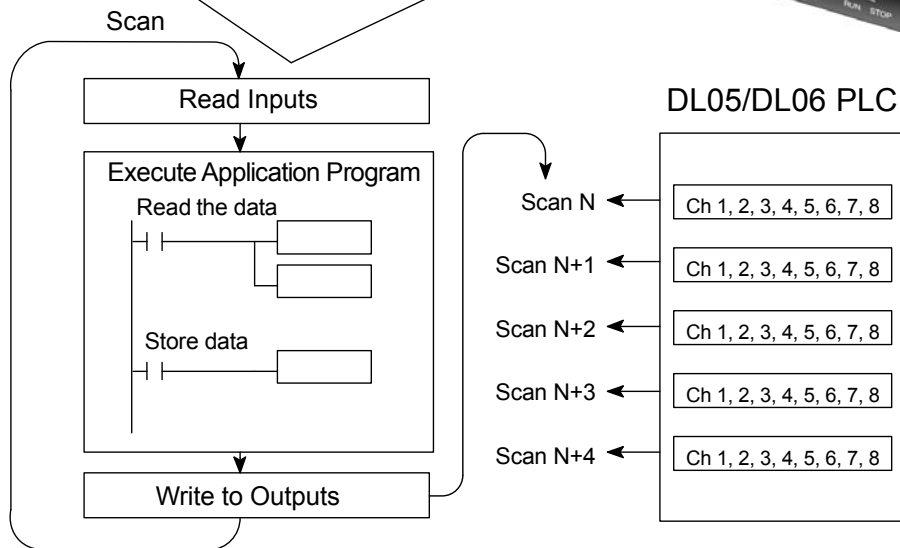 Scan
RUN STOP
Read Inputs
DL05/DL06 PLC
Execute Application Program
Read the data
Store data
Write to Outputs
Scan N
Ch 1, 2, 3, 4, 5, 6, 7, 8
Scan N+1
Ch 1, 2, 3, 4, 5, 6, 7, 8
Scan N+2
Ch 1, 2, 3, 4, 5, 6, 7, 8
Scan N+3
Ch 1, 2, 3, 4, 5, 6, 7, 8
Scan N+4
Ch 1, 2, 3, 4, 5, 6, 7, 8